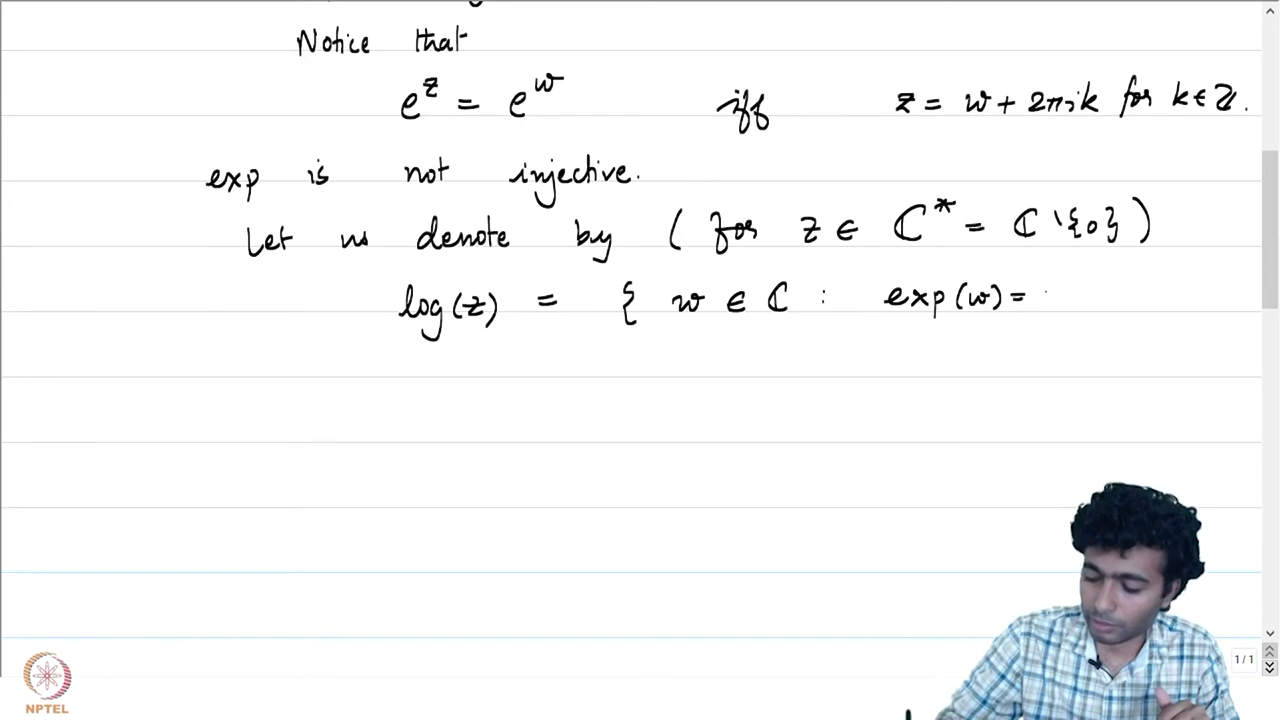 Notice that
e^z = e^w iff z = w + 2πik for k ∈ ℤ.
exp is not injective.
Let us denote by ( for z ∈ ℂ* = ℂ \ {0} )
log(z) = { w ∈ ℂ : exp(w) =
1/1
NPTEL